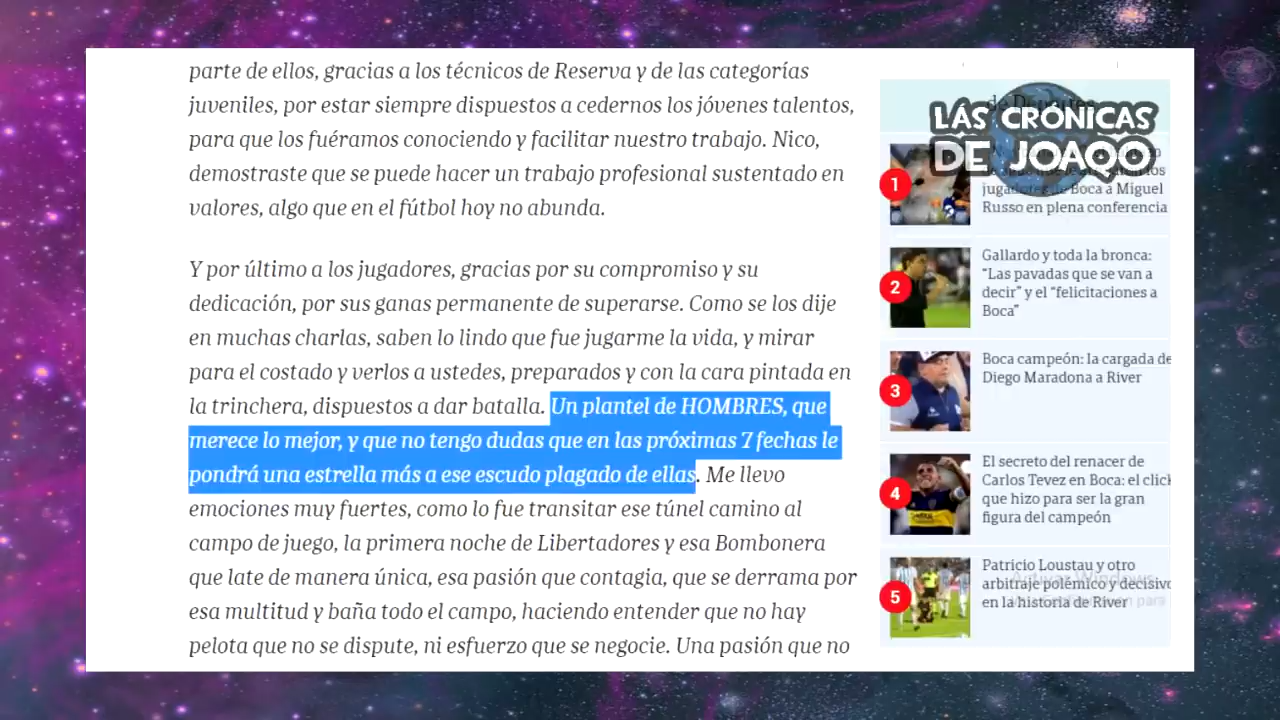 parte de ellos, gracias a los técnicos de Reserva y de las categorías
juveniles, por estar siempre dispuestos a cedernos los jóvenes talentos,
para que los fuéramos conociendo y facilitar nuestro trabajo. Nico,
demostraste que se puede hacer un trabajo profesional sustentado en
valores, algo que en el fútbol hoy no abunda.
Y por último a los jugadores, gracias por su compromiso y su
dedicación, por sus ganas permanente de superarse. Como se los dije
en muchas charlas, saben lo lindo que fue jugarme la vida, y mirar
para el costado y verlos a ustedes, preparados y con la cara pintada en
la trinchera, dispuestos a dar batalla. Un plantel de HOMBRES, que
merece lo mejor, y que no tengo dudas que en las próximas 7 fechas le
pondrá una estrella más a ese escudo plagado de ellas. Me llevo
emociones muy fuertes, como lo fue transitar ese túnel camino al
campo de juego, la primera noche de Libertadores y esa Bombonera
que late de manera única, esa pasión que contagia, que se derrama por
esa multitud y baña todo el campo, haciendo entender que no hay
pelota que no se dispute, ni esfuerzo que se negocie. Una pasión que no
de Deportes
LÁS CRÓNICAS
DE JOAQO
1
jugadores de Boca a Miguel
Russo en plena conferencia
2
Gallardo y toda la bronca:
“Las pavadas que se van a
decir” y el “felicitaciones a
Boca”
3
Boca campeón: la cargada de
Diego Maradona a River
4
El secreto del renacer de
Carlos Tevez en Boca: el click
que hizo para ser la gran
figura del campeón
5
Patricio Loustau y otro
arbitraje polémico y decisivo
en la historia de River
Activar Windows